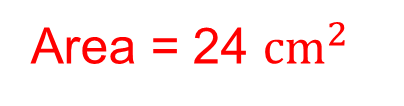 Area = 24 cm²